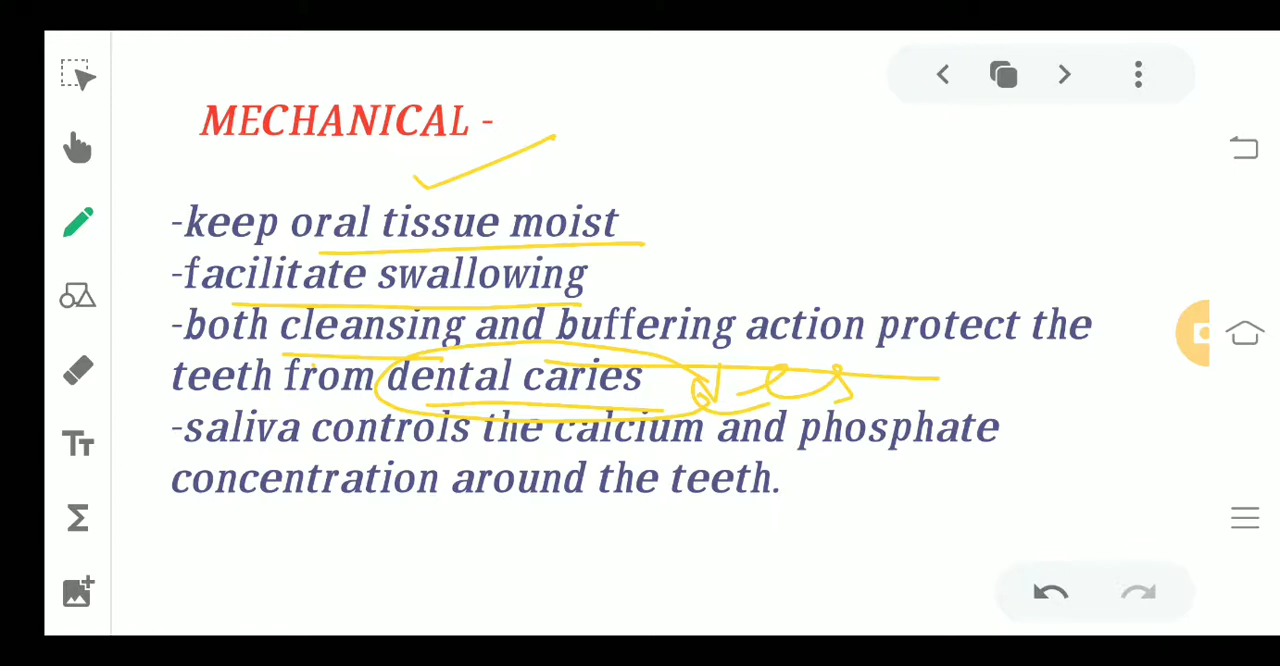 MECHANICAL -
-keep oral tissue moist
-facilitate swallowing
-both cleansing and buffering action protect the
teeth from dental caries
-saliva controls the calcium and phosphate
concentration around the teeth.